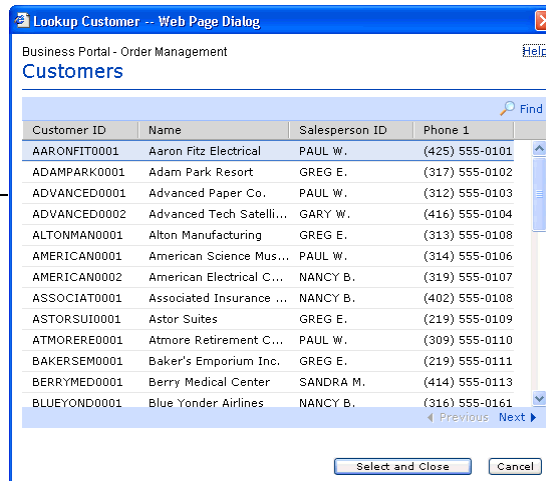 Lookup Customer -- Web Page Dialog
Business Portal - Order Management Help
Customers
Find
Customer ID Name Salesperson ID Phone 1
AARONFIT0001 Aaron Fitz Electrical PAUL W. (425) 555-0101
ADAMPARK0001 Adam Park Resort GREG E. (317) 555-0102
ADVANCED0001 Advanced Paper Co. PAUL W. (312) 555-0103
ADVANCED0002 Advanced Tech Satelli... GARY W. (416) 555-0104
ALTONMAN0001 Alton Manufacturing GREG E. (313) 555-0108
AMERICAN0001 American Science Mus... PAUL W. (314) 555-0106
AMERICAN0002 American Electrical C... NANCY B. (319) 555-0107
ASSOCIAT0001 Associated Insurance ... NANCY B. (402) 555-0108
ASTORSUI0001 Astor Suites GREG E. (219) 555-0109
ATMORERE0001 Atmore Retirement C... PAUL W. (309) 555-0110
BAKERSEM0001 Baker's Emporium Inc. GREG E. (219) 555-0111
BERRYMED0001 Berry Medical Center SANDRA M. (414) 555-0113
BLUEYOND0001 Blue Yonder Airlines NANCY B. (316) 555-0161
Previous Next
Select and Close Cancel